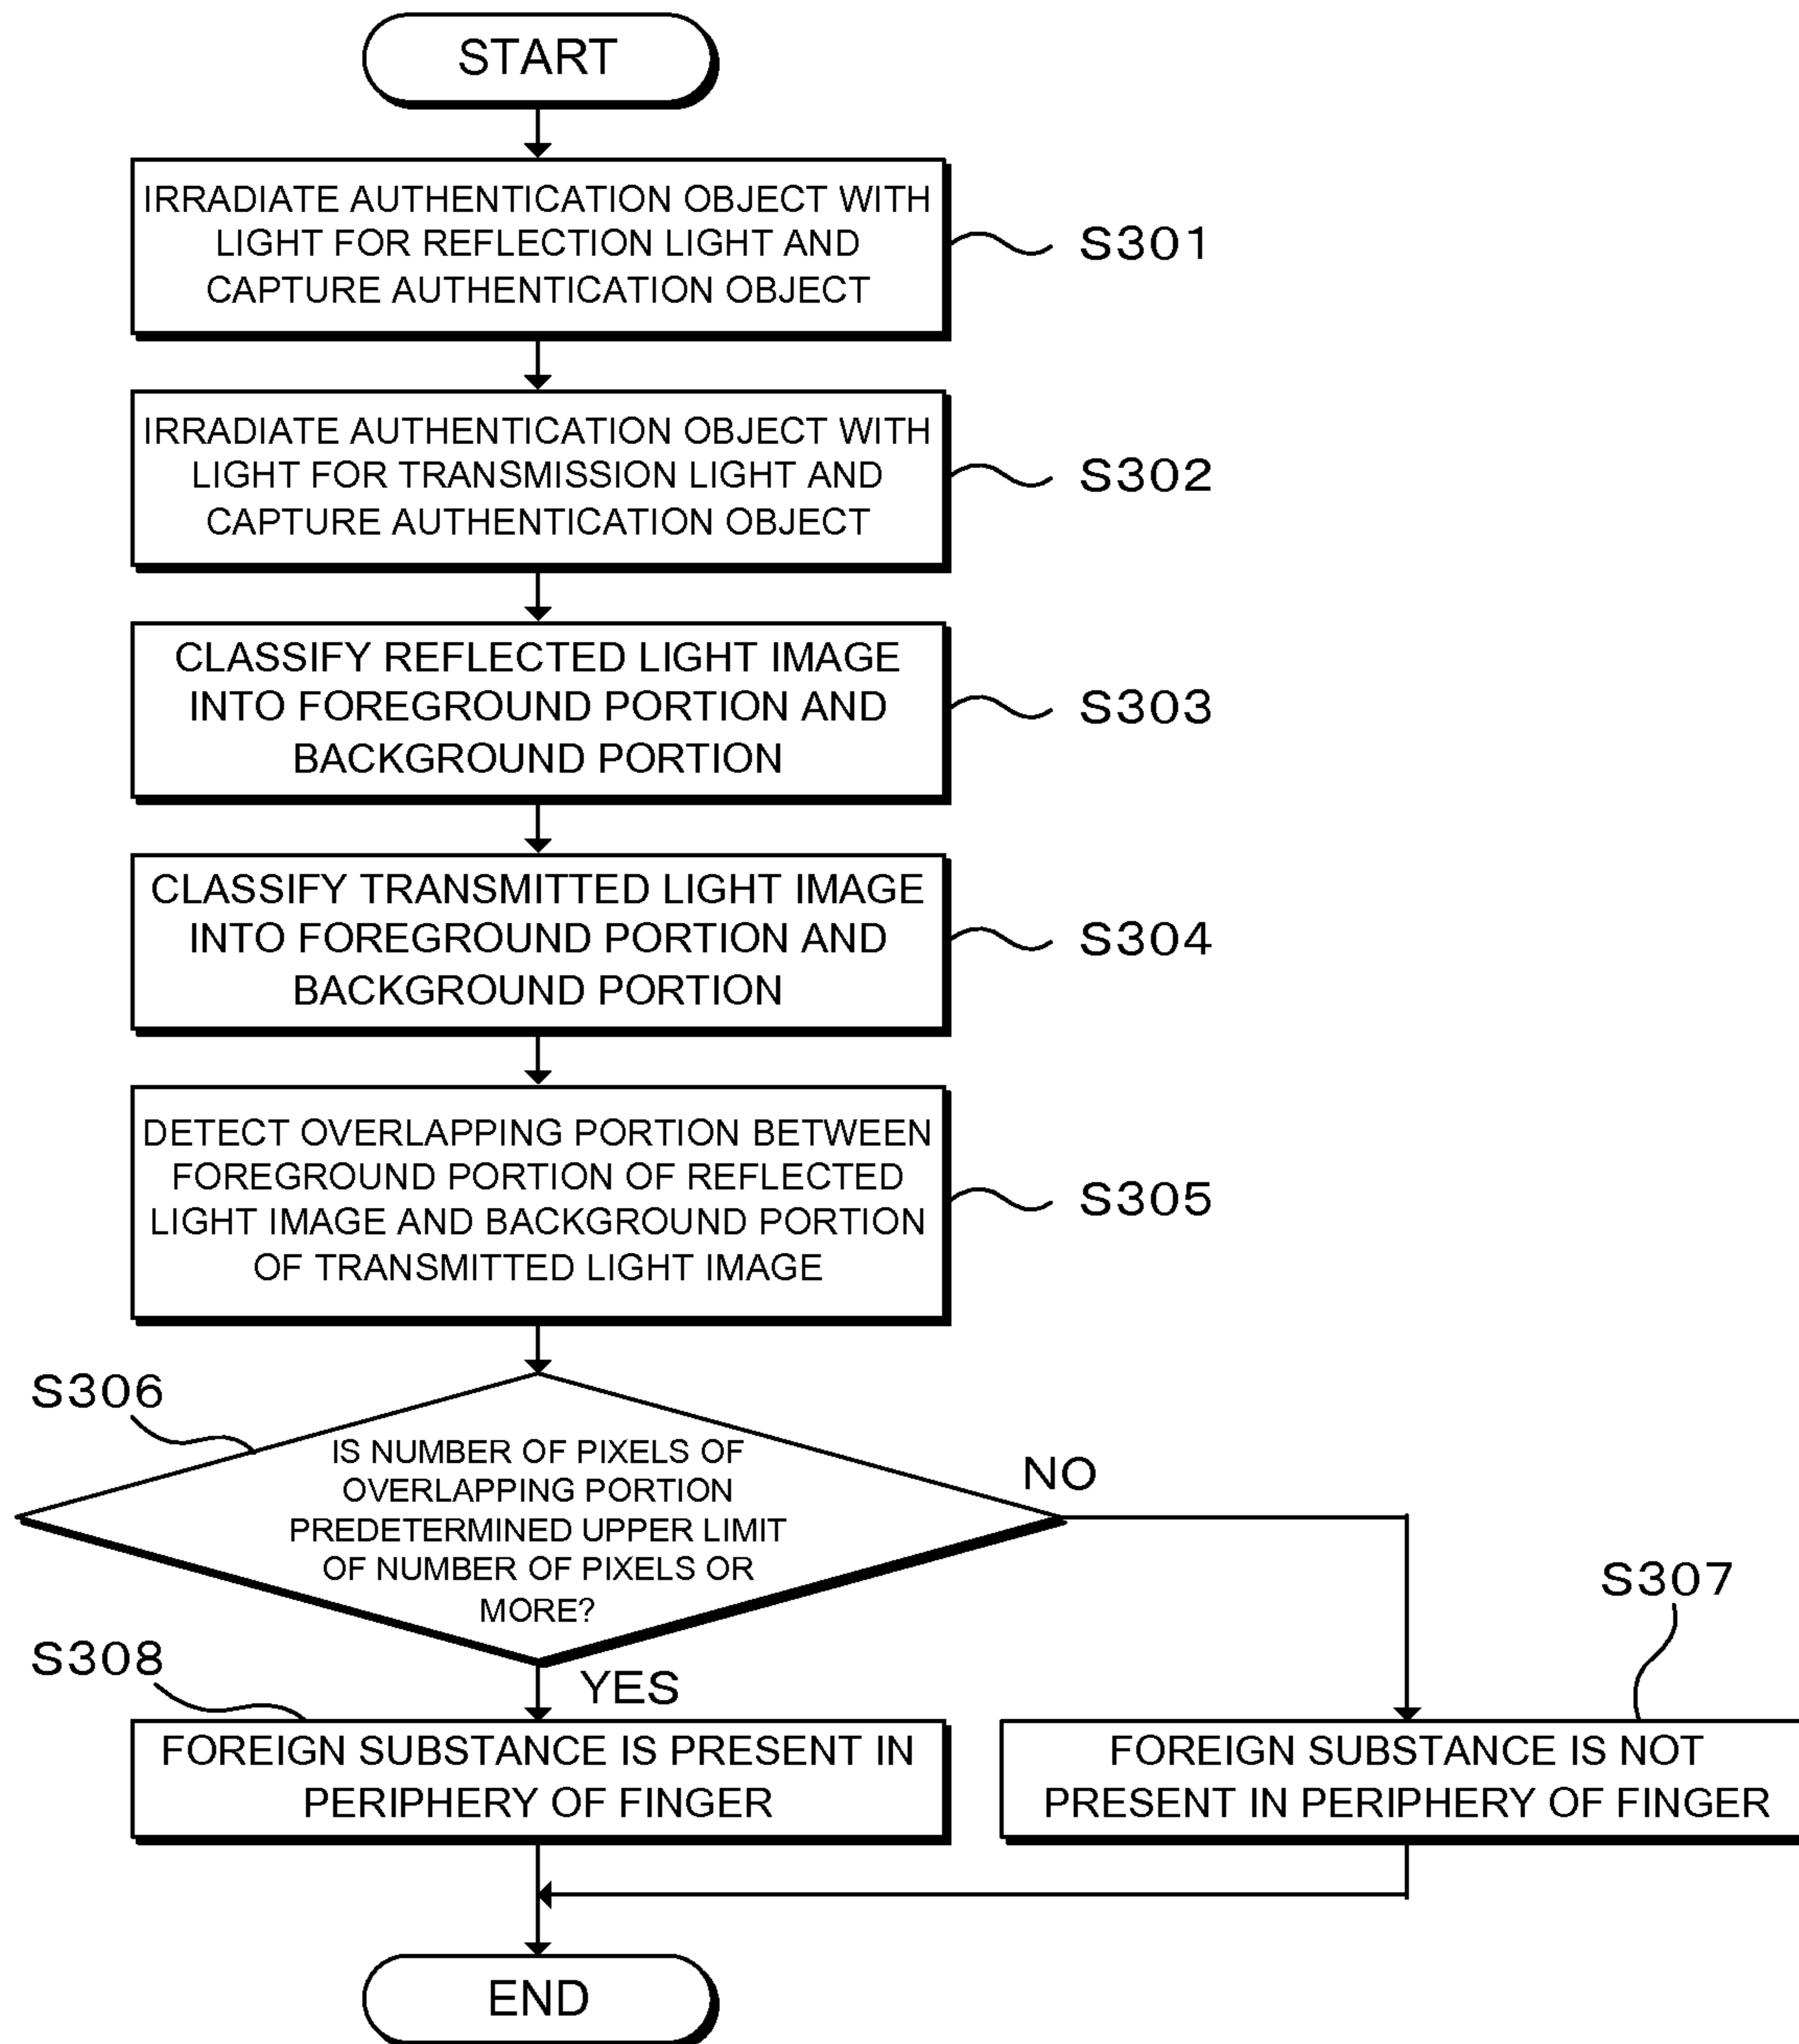 START
IRRADIATE AUTHENTICATION OBJECT WITH
LIGHT FOR REFLECTION LIGHT AND
CAPTURE AUTHENTICATION OBJECT
S301
IRRADIATE AUTHENTICATION OBJECT WITH
LIGHT FOR TRANSMISSION LIGHT AND
CAPTURE AUTHENTICATION OBJECT
S302
CLASSIFY REFLECTED LIGHT IMAGE
INTO FOREGROUND PORTION AND
BACKGROUND PORTION
S303
CLASSIFY TRANSMITTED LIGHT IMAGE
INTO FOREGROUND PORTION AND
BACKGROUND PORTION
S304
DETECT OVERLAPPING PORTION BETWEEN
FOREGROUND PORTION OF REFLECTED
LIGHT IMAGE AND BACKGROUND PORTION
OF TRANSMITTED LIGHT IMAGE
S305
S306
IS NUMBER OF PIXELS OF
OVERLAPPING PORTION
PREDETERMINED UPPER LIMIT
OF NUMBER OF PIXELS OR
MORE?
NO
YES
S308
FOREIGN SUBSTANCE IS PRESENT IN
PERIPHERY OF FINGER
S307
FOREIGN SUBSTANCE IS NOT
PRESENT IN PERIPHERY OF FINGER
END